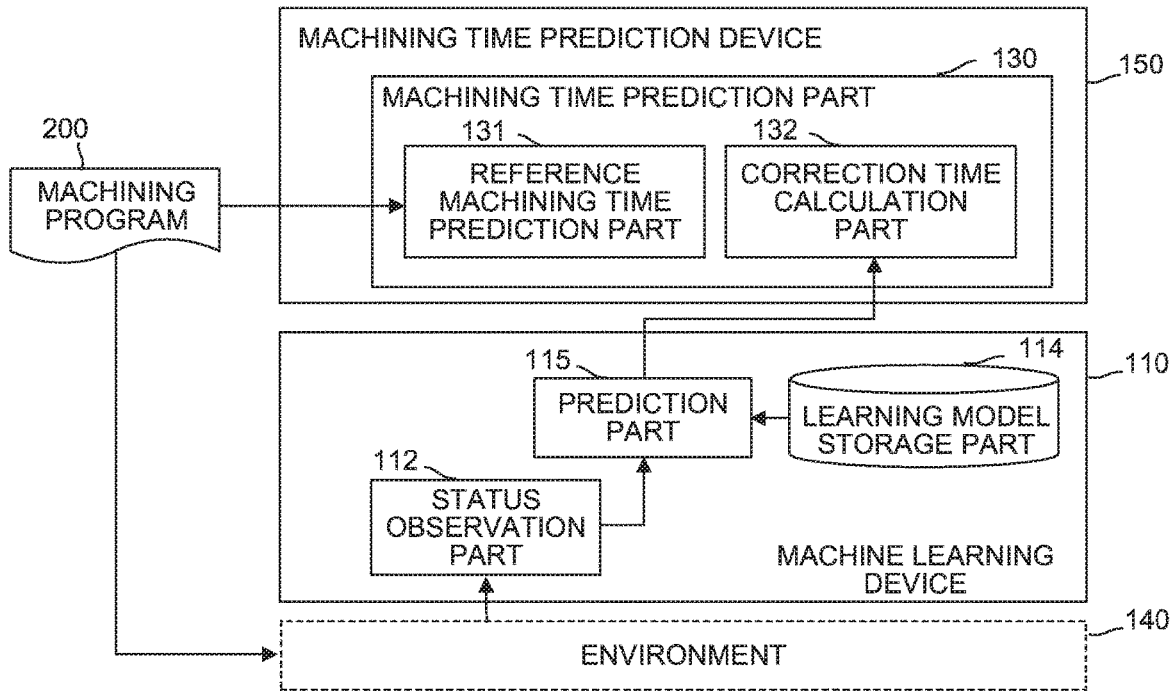 MACHINING TIME PREDICTION DEVICE
150
130
MACHINING TIME PREDICTION PART
200
131
132
MACHINING
PROGRAM
REFERENCE
MACHINING TIME
PREDICTION PART
CORRECTION TIME
CALCULATION
PART
115
114
110
PREDICTION
PART
LEARNING MODEL
STORAGE PART
112
STATUS
OBSERVATION
PART
MACHINE LEARNING
DEVICE
140
ENVIRONMENT